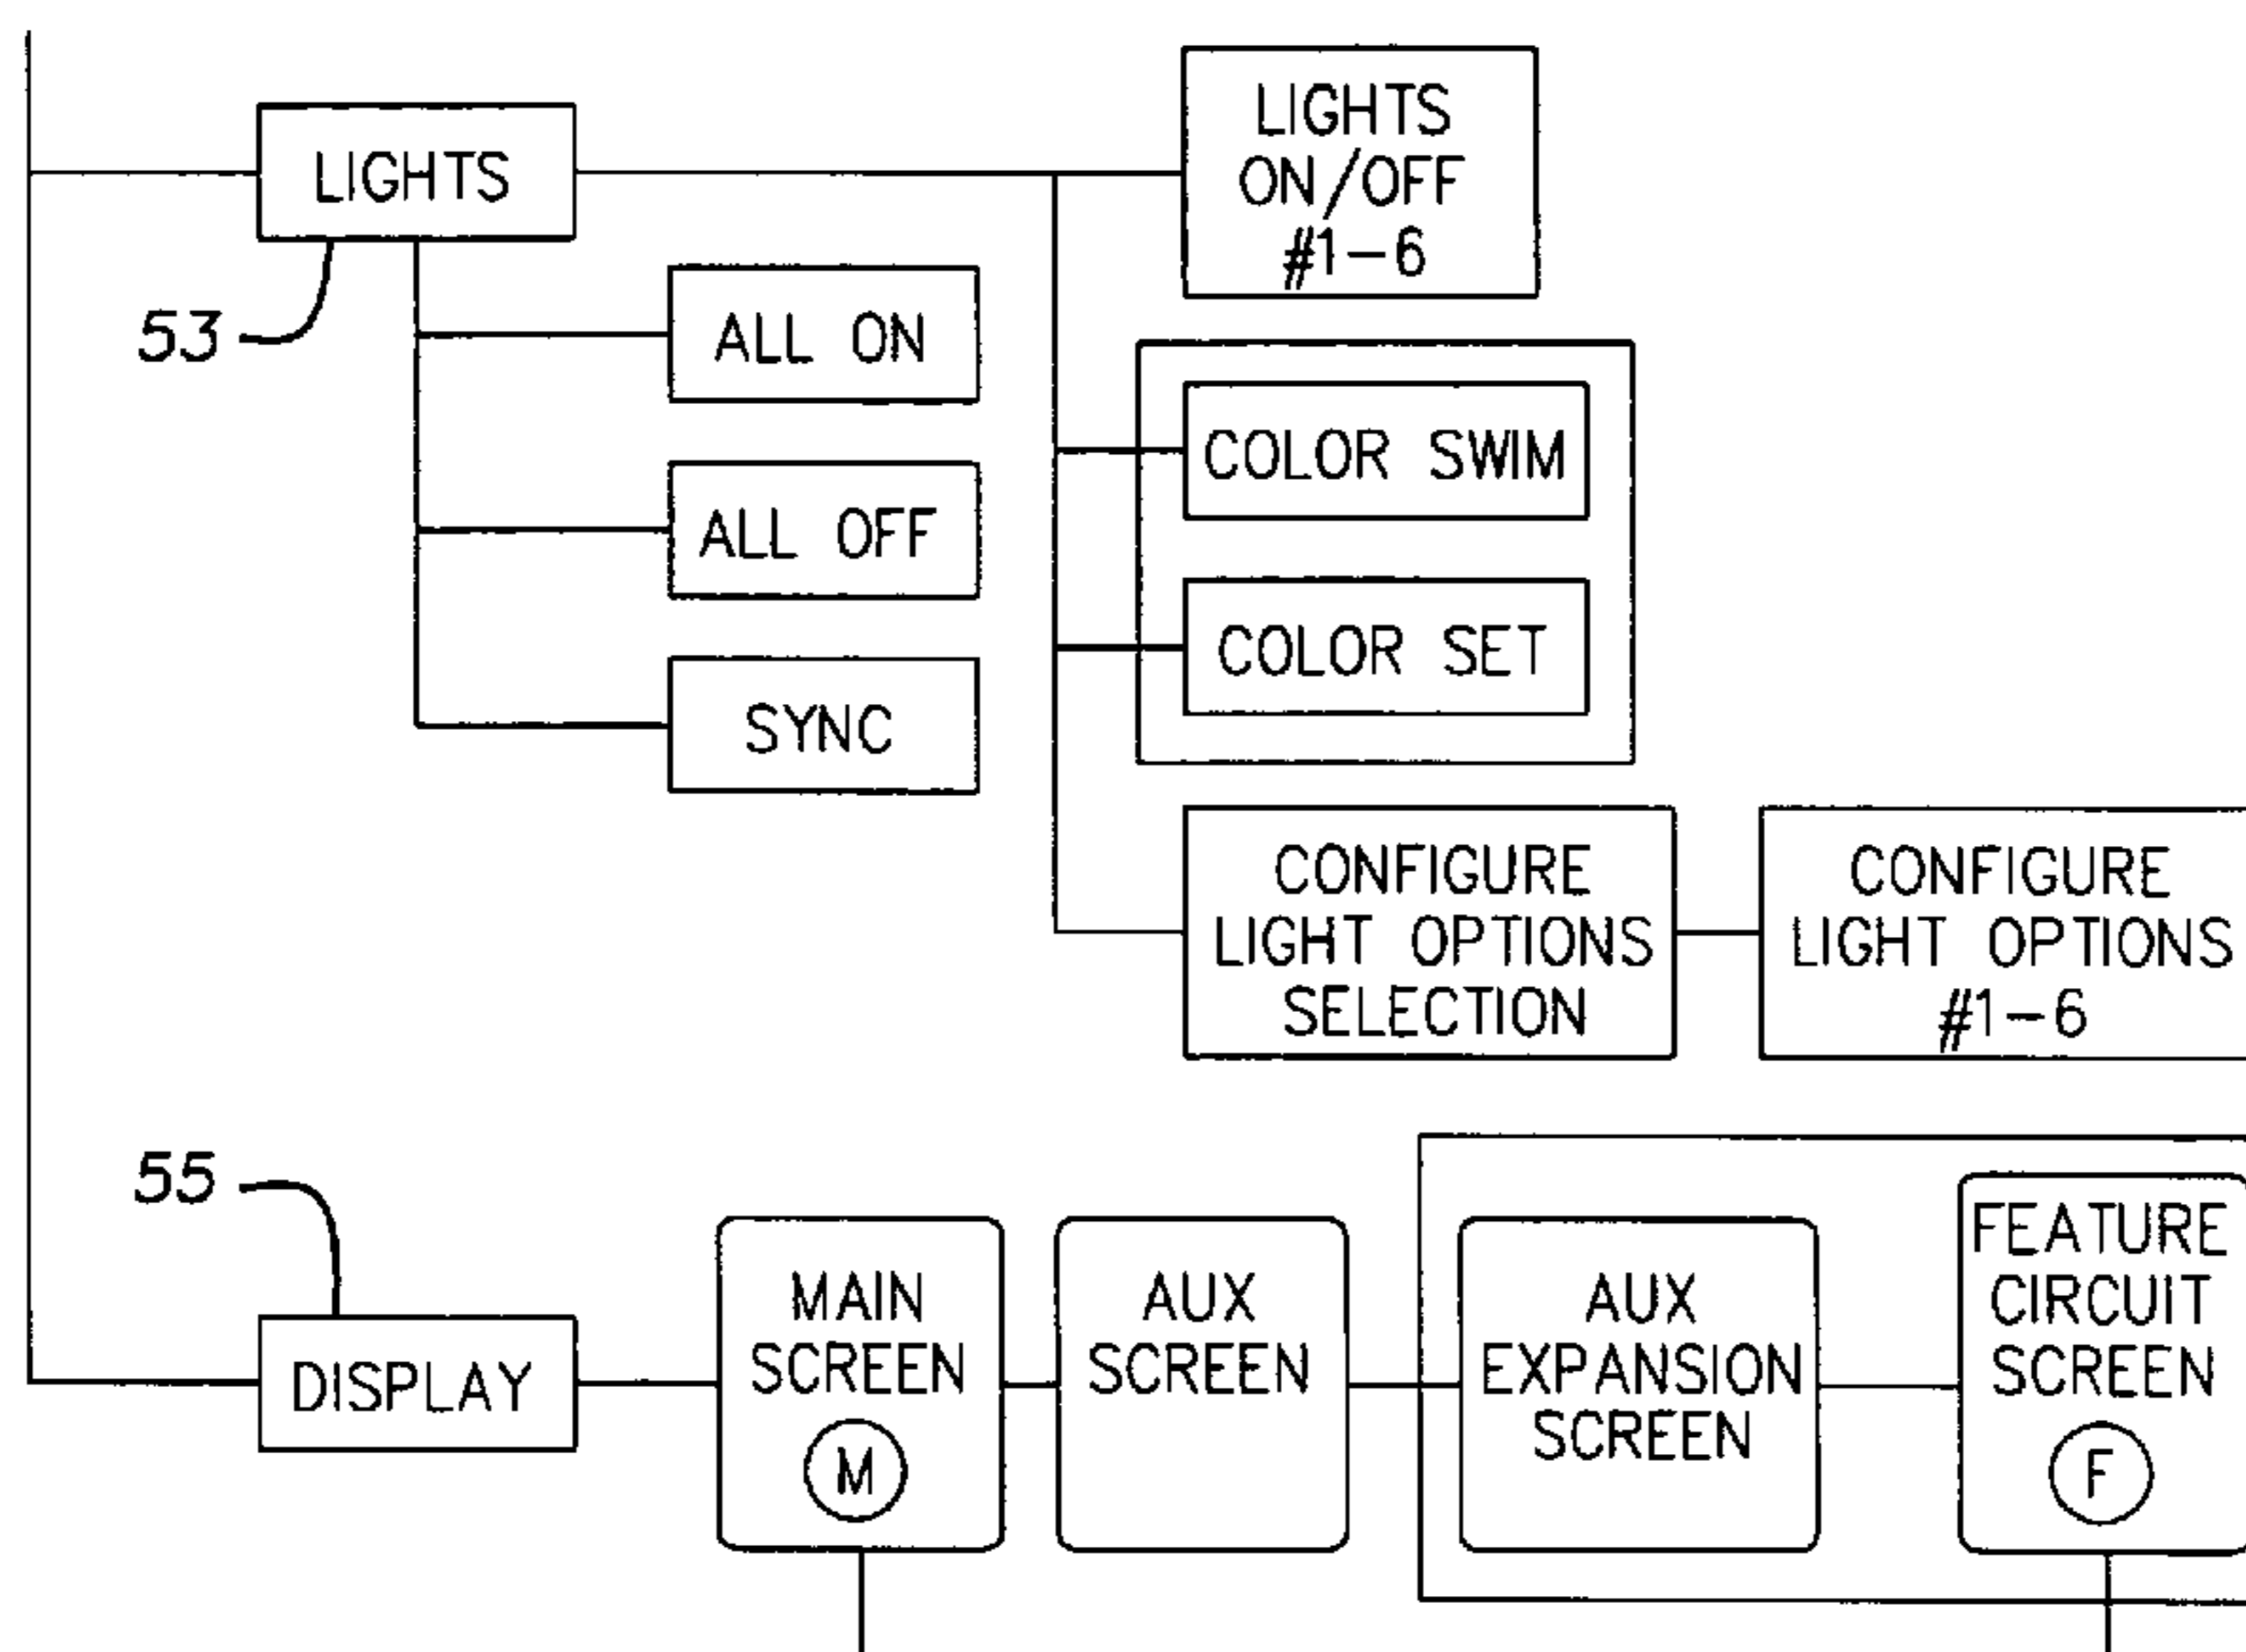 LIGHTS
53
ALL ON
ALL OFF
SYNC
LIGHTS
ON/OFF
#1-6
COLOR SWIM
COLOR SET
CONFIGURE
LIGHT OPTIONS
SELECTION
CONFIGURE
LIGHT OPTIONS
#1-6
55
DISPLAY
MAIN
SCREEN
M
AUX
SCREEN
AUX
EXPANSION
SCREEN
FEATURE
CIRCUIT
SCREEN
F